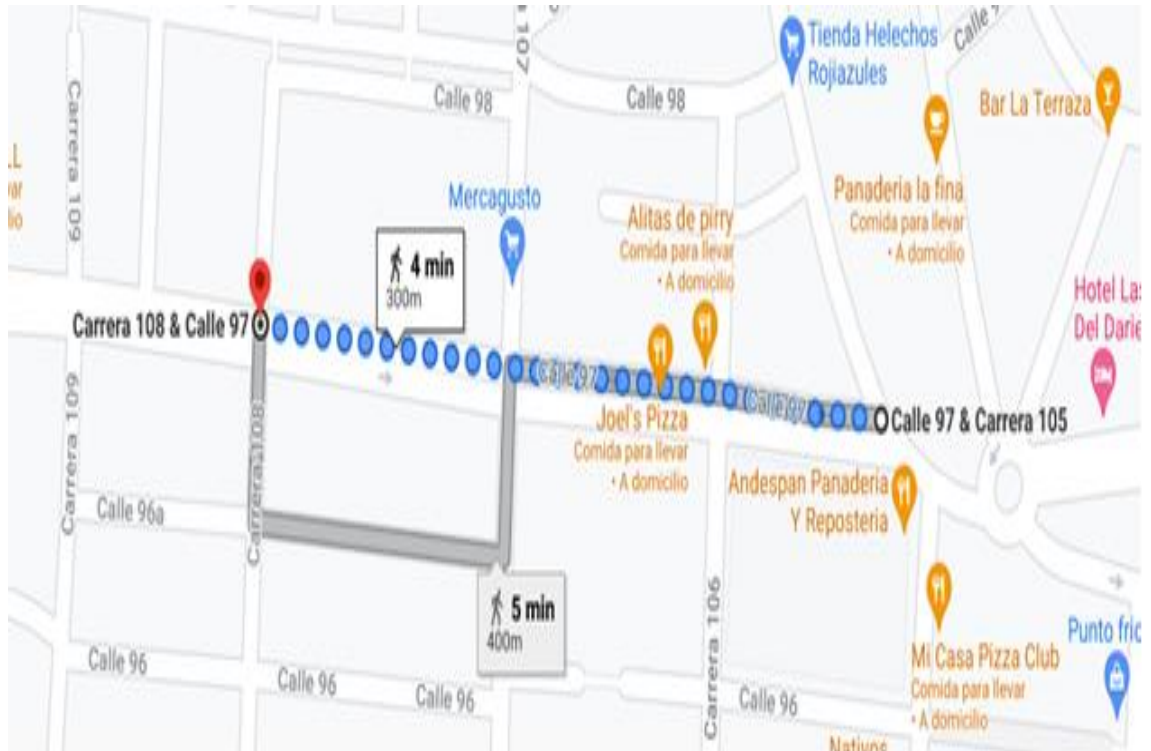 Tienda Helechos
Rojiazules
107
Calle 9
Bar La Terraza
Calle 98
Calle 98
Carrera 109
Panaderia la fina
Comida para llevar
• A domicilio
Mercagusto
Alitas de pirry
Comida para llevar
• A domicilio
4 min
300m
Hotel La
Del Darie
Carrera 108 & Calle 97
Calle 97
Calle 97
Calle 97 & Carrera 105
Joel's Pizza
Comida para llevar
• A domicilio
Carrera 109
Carrera 108
Andespan Panaderia
Y Reposteria
Calle 96a
5 min
400m
Carrera 106
Punto fric
Mi Casa Pizza Club
Comida para llevar
• A domicilio
Calle 96
Calle 96
Calle 96
Calle 96
Nativos